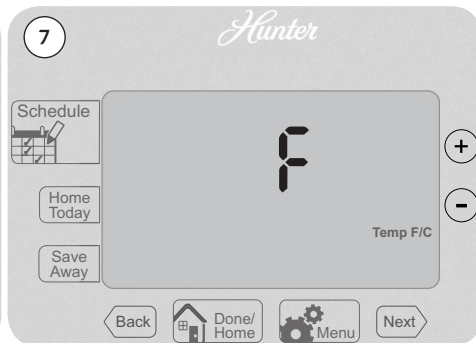 7
Hunter
Schedule
F
+
Home
Today
-
Temp F/C
Save
Away
Back
Done/
Home
Menu
Next